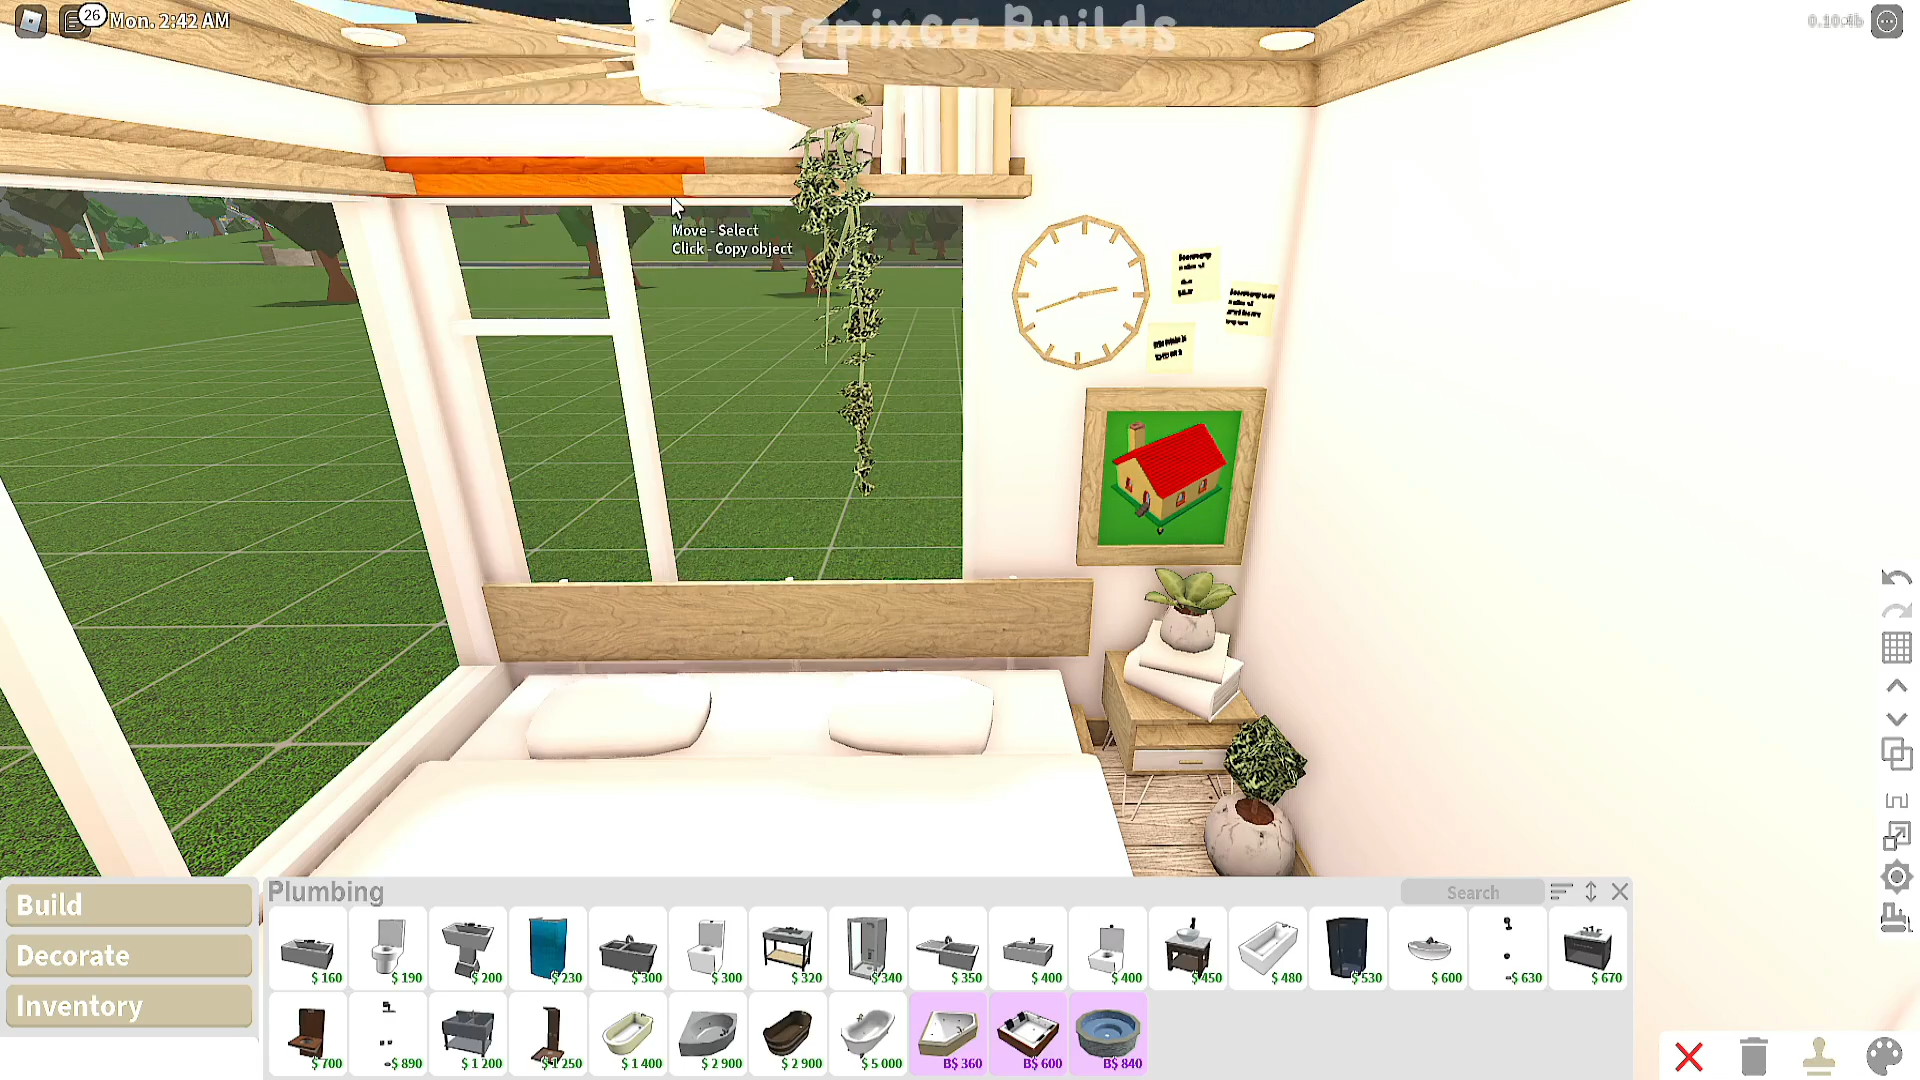 26
Mon. 2:42 AM
iTapixca Builds
Move - Select
Click - Copy object
Build
Decorate
Inventory
Plumbing
Search
$ 160
$ 190
$ 200
$ 230
$ 300
$ 300
$ 320
$ 340
$ 350
$ 400
$ 400
$ 450
$ 480
$ 530
$ 600
$ 630
$ 670
$ 700
$ 890
$ 1 200
$ 1 250
$ 1 400
$ 2 900
$ 2 900
$ 5 000
B$ 360
B$ 600
B$ 840